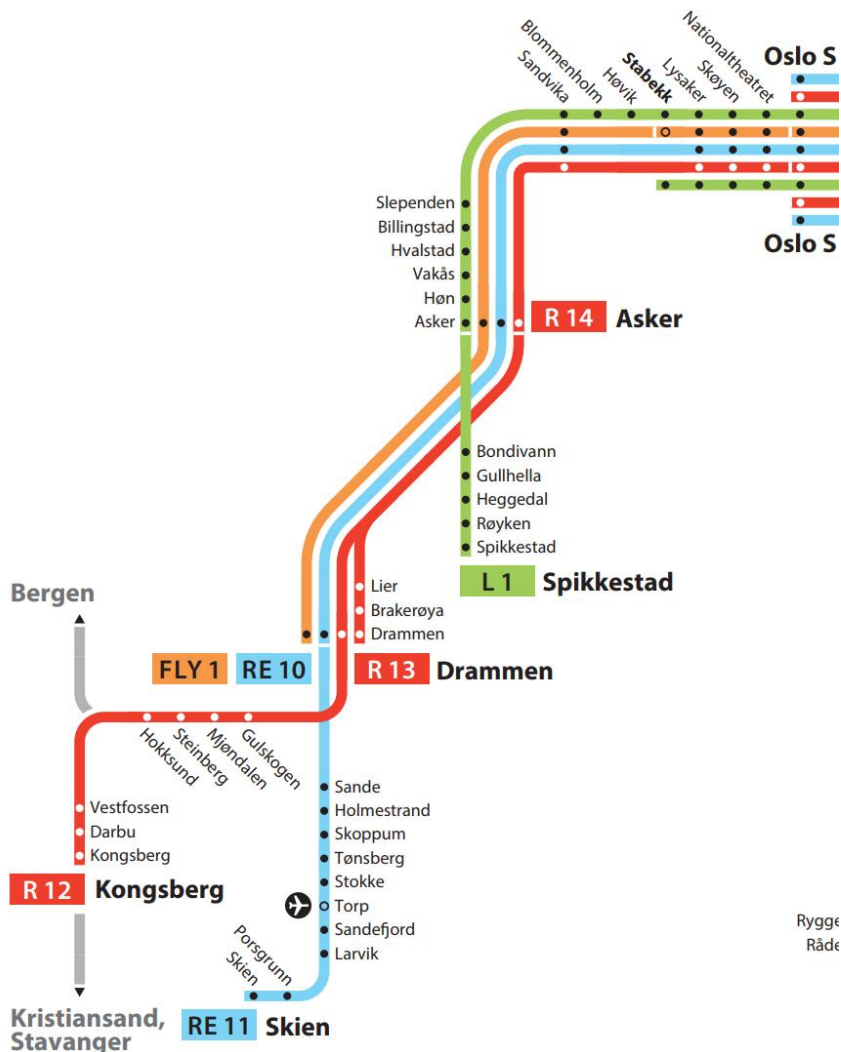 Oslo S
Nationaltheatret
Skøyen
Lysaker
Stabekk
Høvik
Blommenholm
Sandvika
Oslo S
Slependen
Billingstad
Hvalstad
Vakås
Høn
Asker
R 14 Asker
Bondivann
Gullhella
Heggedal
Røyken
Spikkestad
L 1 Spikkestad
Bergen
Lier
Brakerøya
Drammen
FLY 1 RE 10 R 13 Drammen
Hokksund
Steinberg
Mjøndalen
Gulskogen
Vestfossen
Darbu
Kongsberg
R 12 Kongsberg
Sande
Holmestrand
Skoppum
Tønsberg
Stokke
Torp
Sandefjord
Larvik
Porsgrunn
Skien
RE 11 Skien
Kristiansand,
Stavanger
Rygge
Råde